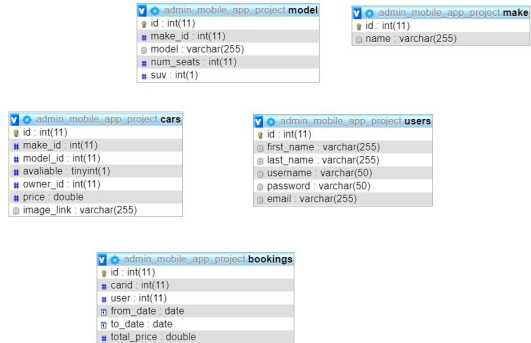 admin_mobile_app_project model
id : int(11)
make_id : int(11)
model : varchar(255)
num_seats : int(11)
suv : int(1)
admin_mobile_app_project make
id : int(11)
name : varchar(255)
admin_mobile_app_project cars
id : int(11)
make_id : int(11)
model_id : int(11)
avaliable : tinyint(1)
owner_id : int(11)
price : double
image_link : varchar(255)
admin_mobile_app_project users
id : int(11)
first_name : varchar(255)
last_name : varchar(255)
username : varchar(50)
password : varchar(50)
email : varchar(255)
admin_mobile_app_project bookings
id : int(11)
carid : int(11)
user : int(11)
from_date : date
to_date : date
total_price : double